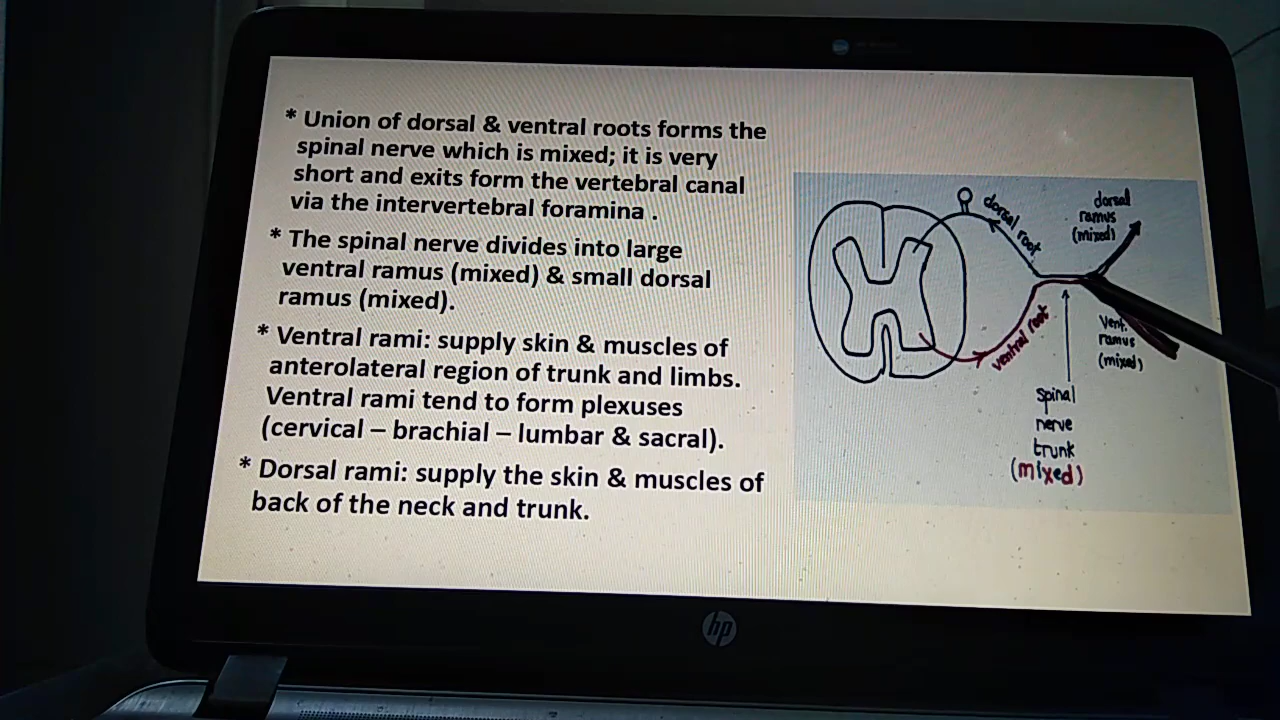 * Union of dorsal & ventral roots forms the
spinal nerve which is mixed; it is very
short and exits form the vertebral canal
via the intervertebral foramina .
* The spinal nerve divides into large
ventral ramus (mixed) & small dorsal
ramus (mixed).
* Ventral rami: supply skin & muscles of
anterolateral region of trunk and limbs.
Ventral rami tend to form plexuses
(cervical – brachial – lumbar & sacral).
* Dorsal rami: supply the skin & muscles of
back of the neck and trunk.
dorsal root
dorsal
ramus
(mixed)
ventral root
Vent.
ramus
(mixed)
Spinal
nerve
trunk
(mixed)
hp